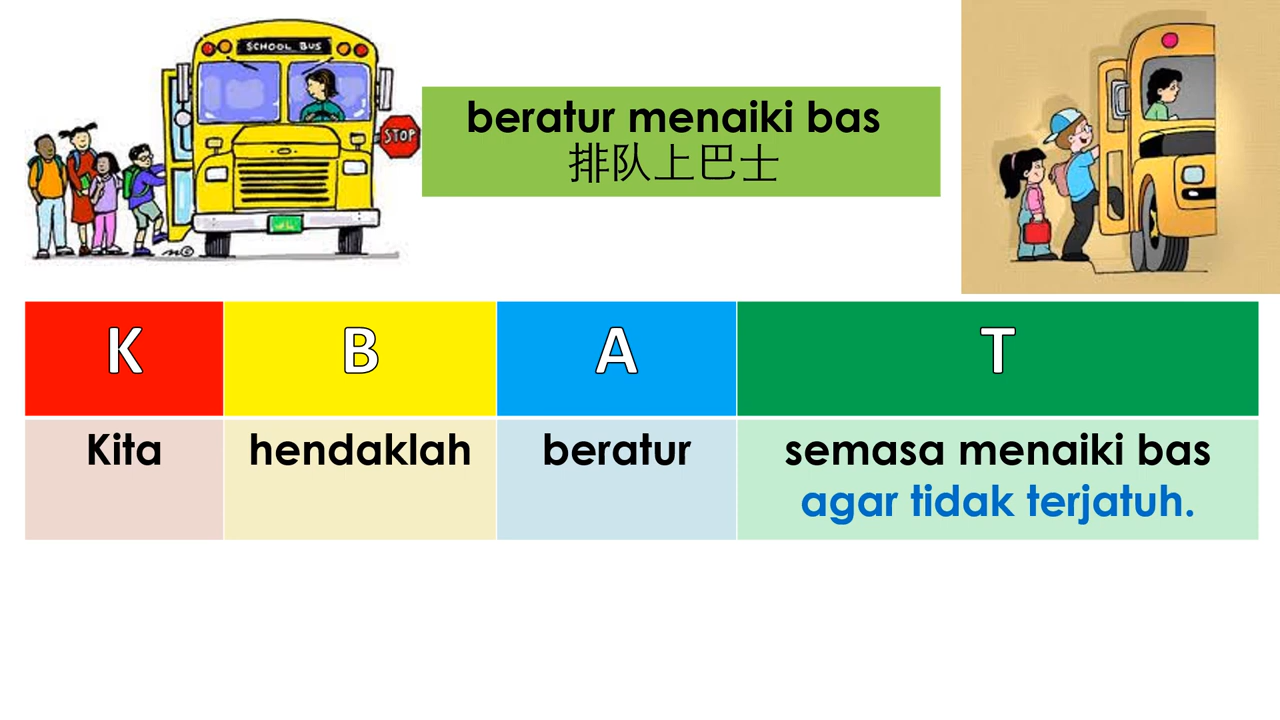 SCHOOL BUS
STOP
beratur menaiki bas
排队上巴士
K B A T
Kita hendaklah beratur semasa menaiki bas
agar tidak terjatuh.